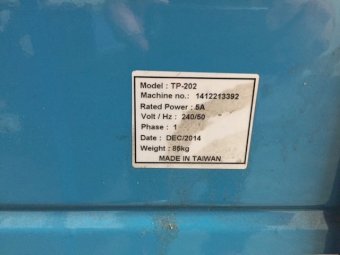 Model : TP-202
Machine no.: 1412213392
Rated Power : 5A
Volt / Hz : 240/50
Phase : 1
Date : DEC/2014
Weight : 86kg
MADE IN TAIWAN